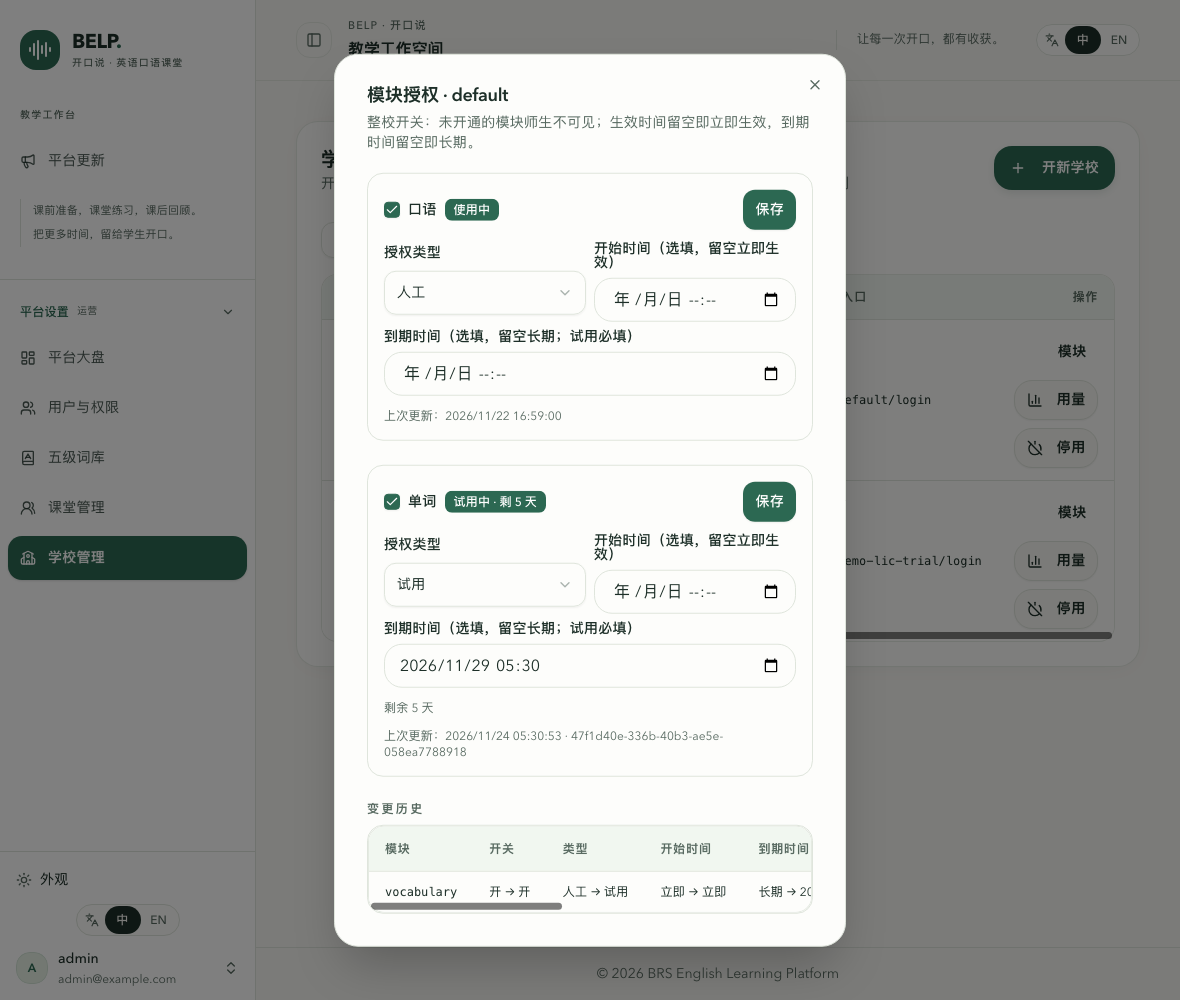 BELP.
开口说 · 英语口语课堂
教学工作台
平台更新
课前准备，课堂练习，课后回顾。
把更多时间，留给学生开口。
平台设置 运营
平台大盘
用户与权限
五级词库
课堂管理
学校管理
外观
中 EN
A
admin
admin@example.com
BELP · 开口说
教学工作空间
让每一次开口，都有收获。
中 EN
开新学校
操作
模块
efault/login
用量
停用
模块
emo-lic-trial/login
用量
停用
模块授权 · default
整校开关：未开通的模块师生不可见；生效时间留空即立即生效，到期
时间留空即长期。
口语 使用中 保存
授权类型
开始时间（选填，留空立即生
效）
人工
年 /月/日 --:--
到期时间（选填，留空长期；试用必填）
年 /月/日 --:--
上次更新：2026/11/22 16:59:00
单词 试用中 · 剩 5 天 保存
授权类型
开始时间（选填，留空立即生
效）
试用
年 /月/日 --:--
到期时间（选填，留空长期；试用必填）
2026/11/29 05:30
剩余 5 天
上次更新：2026/11/24 05:30:53 · 47f1d40e-336b-40b3-ae5e-
058ea7788918
变更历史
模块 开关 类型 开始时间 到期时间
vocabulary 开 → 开 人工 → 试用 立即 → 立即 长期 → 20
© 2026 BRS English Learning Platform